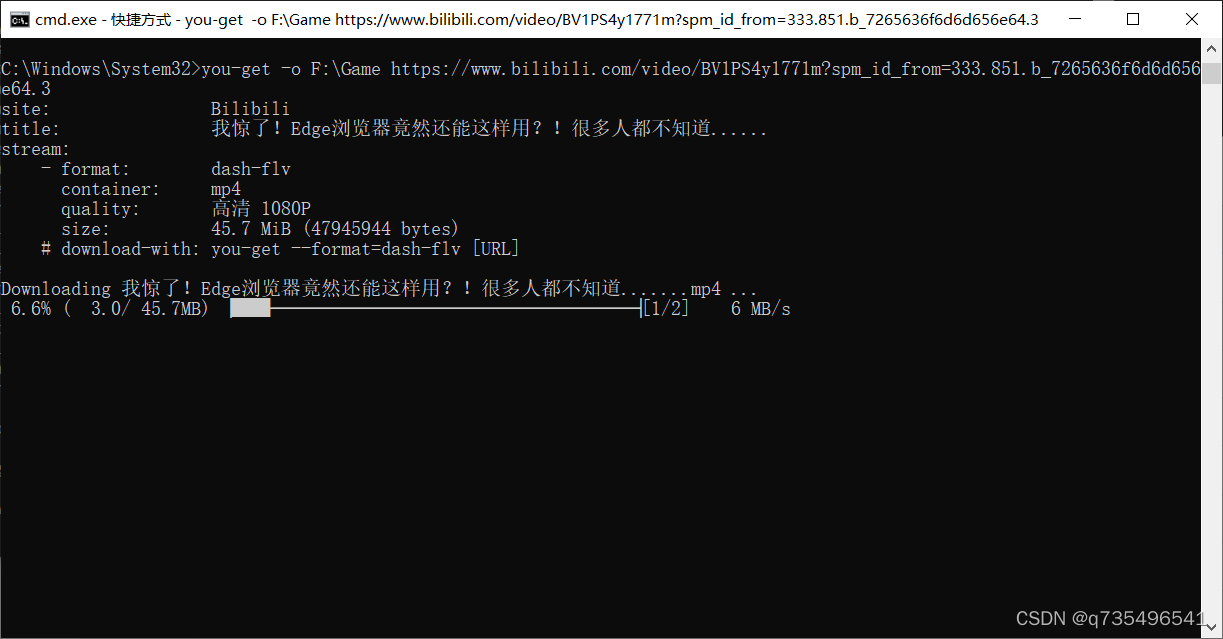 cmd.exe - 快捷方式 - you-get -o F:\Game https://www.bilibili.com/video/BV1PS4y1771m?spm_id_from=333.851.b_7265636f6d6d656e64.3
C:\Windows\System32>you-get -o F:\Game https://www.bilibili.com/video/BV1PS4y1771m?spm_id_from=333.851.b_7265636f6d6d656
e64.3
site: Bilibili
title: 我惊了！Edge浏览器竟然还能这样用？！很多人都不知道......
stream:
- format: dash-flv
container: mp4
quality: 高清 1080P
size: 45.7 MiB (47945944 bytes)
# download-with: you-get --format=dash-flv [URL]
Downloading 我惊了！Edge浏览器竟然还能这样用？！很多人都不知道.......mp4 ...
6.6% ( 3.0/ 45.7MB) [1/2] 6 MB/s
CSDN @q735496541